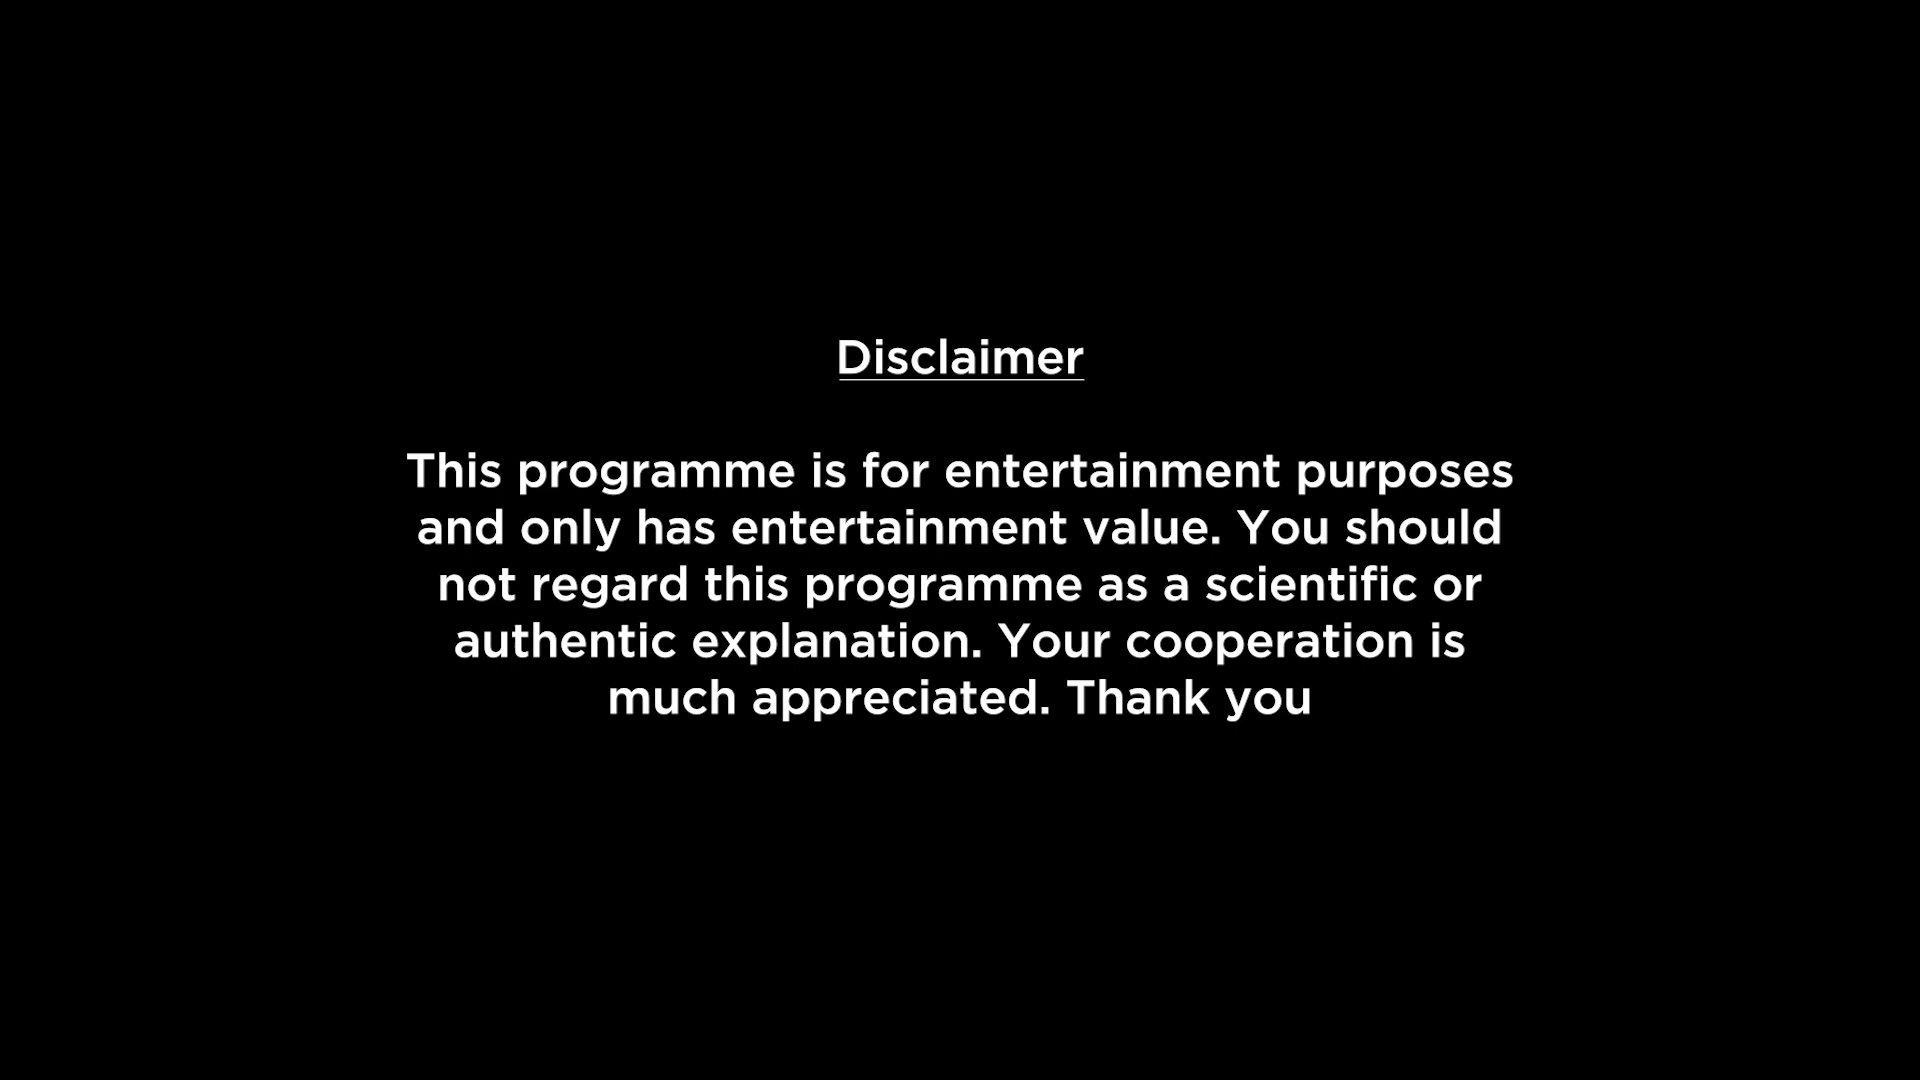 Disclaimer
This programme is for entertainment purposes
and only has entertainment value. You should
not regard this programme as a scientific or
authentic explanation. Your cooperation is
much appreciated. Thank you